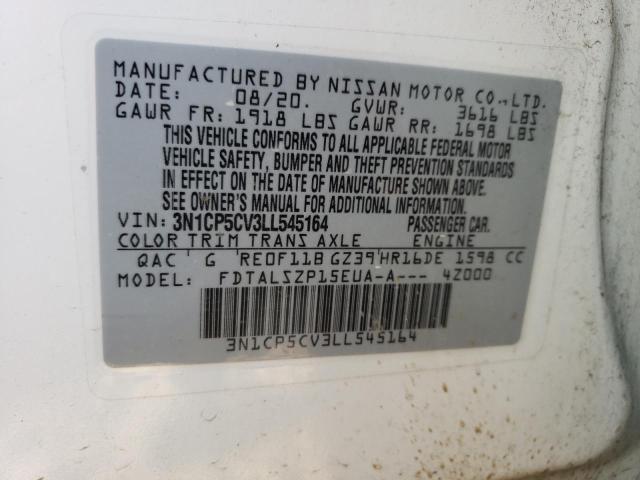 MANUFACTURED BY NISSAN MOTOR CO., LTD.
DATE: 08/20. GVWR: 3616 LBS
GAWR FR: 1918 LBS GAWR RR: 1698 LBS
THIS VEHICLE CONFORMS TO ALL APPLICABLE FEDERAL MOTOR
VEHICLE SAFETY, BUMPER AND THEFT PREVENTION STANDARDS
IN EFFECT ON THE DATE OF MANUFACTURE SHOWN ABOVE.
SEE OWNER'S MANUAL FOR ADDITIONAL INFORMATION
VIN: 3N1CP5CV3LL545164 PASSENGER CAR.
COLOR TRIM TRANS AXLE ENGINE
QAC G RE0F11B GZ39 HR16DE 1598 CC
MODEL FDTALSZP15EUA-A--- 4Z000
3N1CP5CV3LL545164